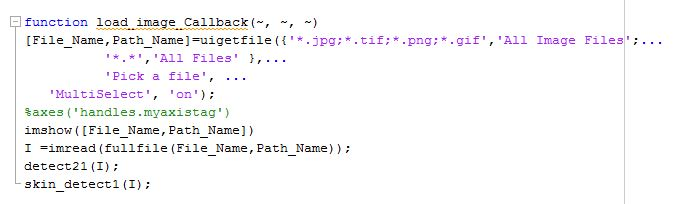 function load_image_Callback(~, ~, ~)
[File_Name,Path_Name]=uigetfile({'*.jpg;*.tif;*.png;*.gif','All Image Files';...
'*.*','All Files' },...
'Pick a file', ...
'MultiSelect', 'on');
%axes('handles.myaxistag')
imshow([File_Name,Path_Name])
I =imread(fullfile(File_Name,Path_Name));
detect21(I);
skin_detect1(I);